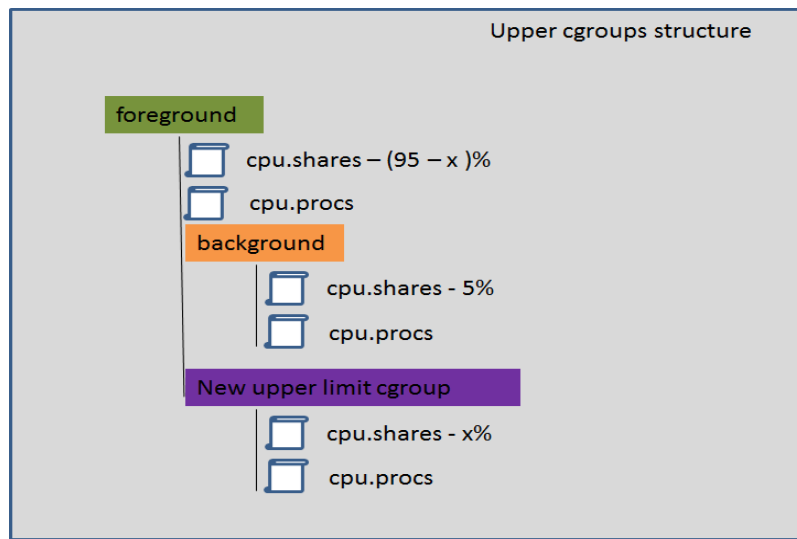 Upper cgroups structure
foreground
cpu.shares – (95 – x )%
cpu.procs
background
cpu.shares - 5%
cpu.procs
New upper limit cgroup
cpu.shares - x%
cpu.procs